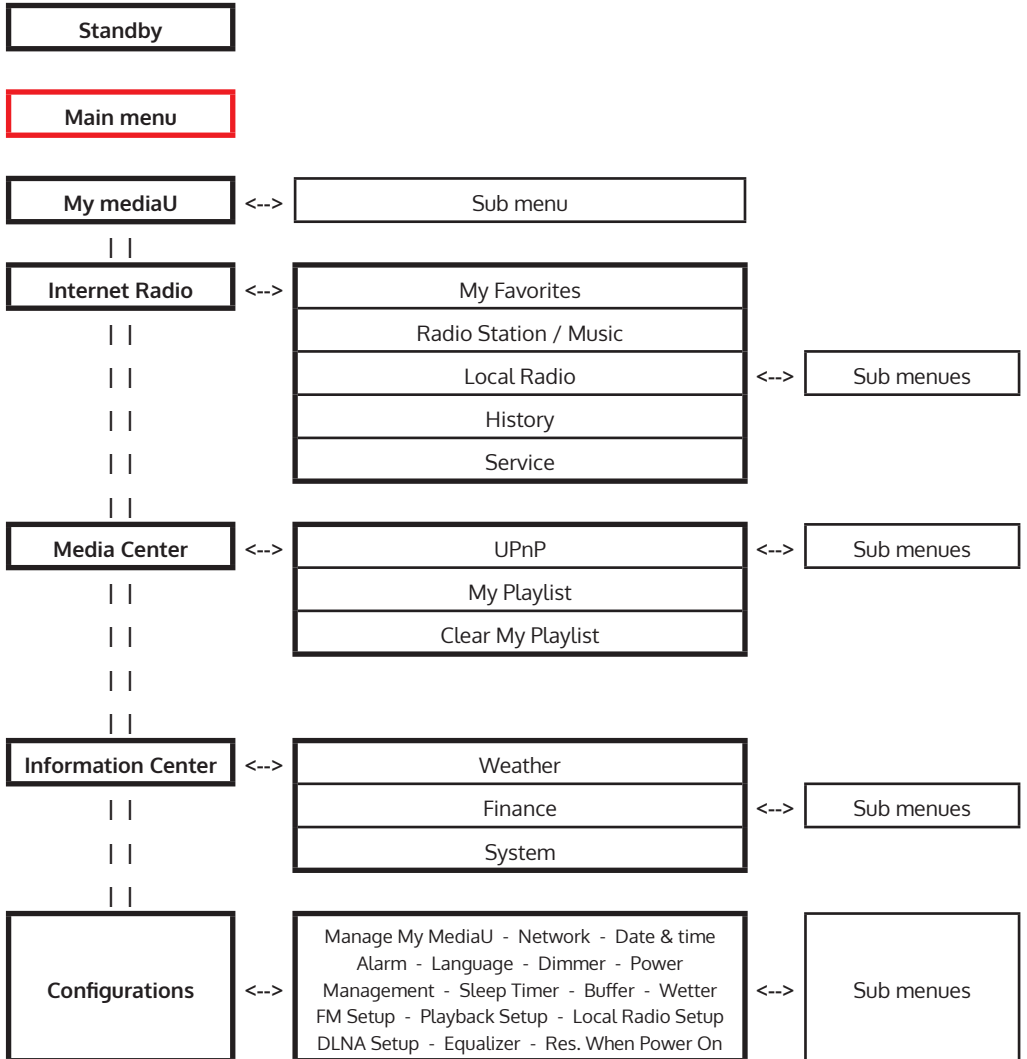 Standby
Main menu
My mediaU <--> Sub menu
| |
Internet Radio <--> My Favorites
| | Radio Station / Music
| | Local Radio <--> Sub menues
| | History
| | Service
| |
Media Center <--> UPnP <--> Sub menues
| | My Playlist
| | Clear My Playlist
| |
| |
Information Center <--> Weather
| | Finance <--> Sub menues
| | System
| |
Configurations <--> Manage My MediaU - Network - Date & time
Alarm - Language - Dimmer - Power
Management - Sleep Timer - Buffer - Wetter
FM Setup - Playback Setup - Local Radio Setup
DLNA Setup - Equalizer - Res. When Power On
<--> Sub menues